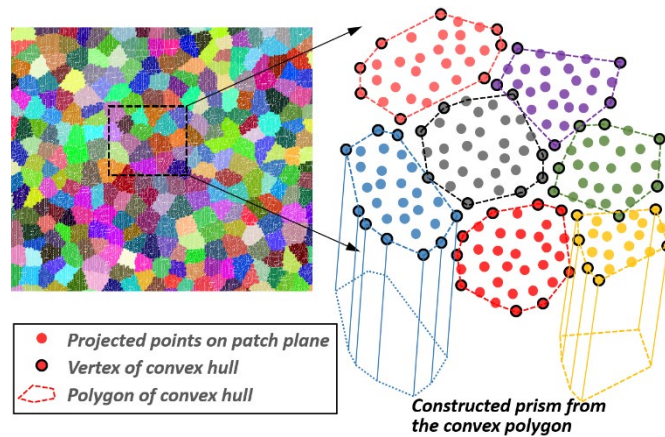 Projected points on patch plane
Vertex of convex hull
Polygon of convex hull
Constructed prism from
the convex polygon